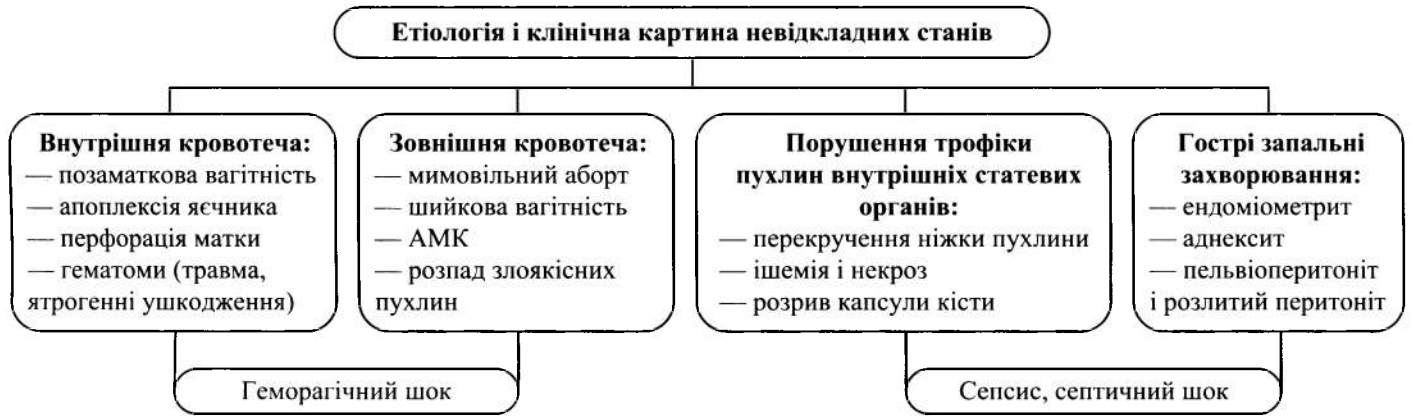 Етіологія і клінічна картина невідкладних станів
Внутрішня кровотеча:
— позаматкова вагітність
— апоплексія яєчника
— перфорація матки
— гематоми (травма,
ятрогенні ушкодження)
Зовнішня кровотеча:
— мимовільний аборт
— шийкова вагітність
— АМК
— розпад злоякісних
пухлин
Порушення трофіки
пухлин внутрішніх статевих
органів:
— перекручення ніжки пухлини
— ішемія і некроз
— розрив капсули кісти
Гострі запальні
захворювання:
— ендоміометрит
— аднексит
— пельвіоперитоніт
і розлитий перитоніт
Геморагічний шок
Сепсис, септичний шок